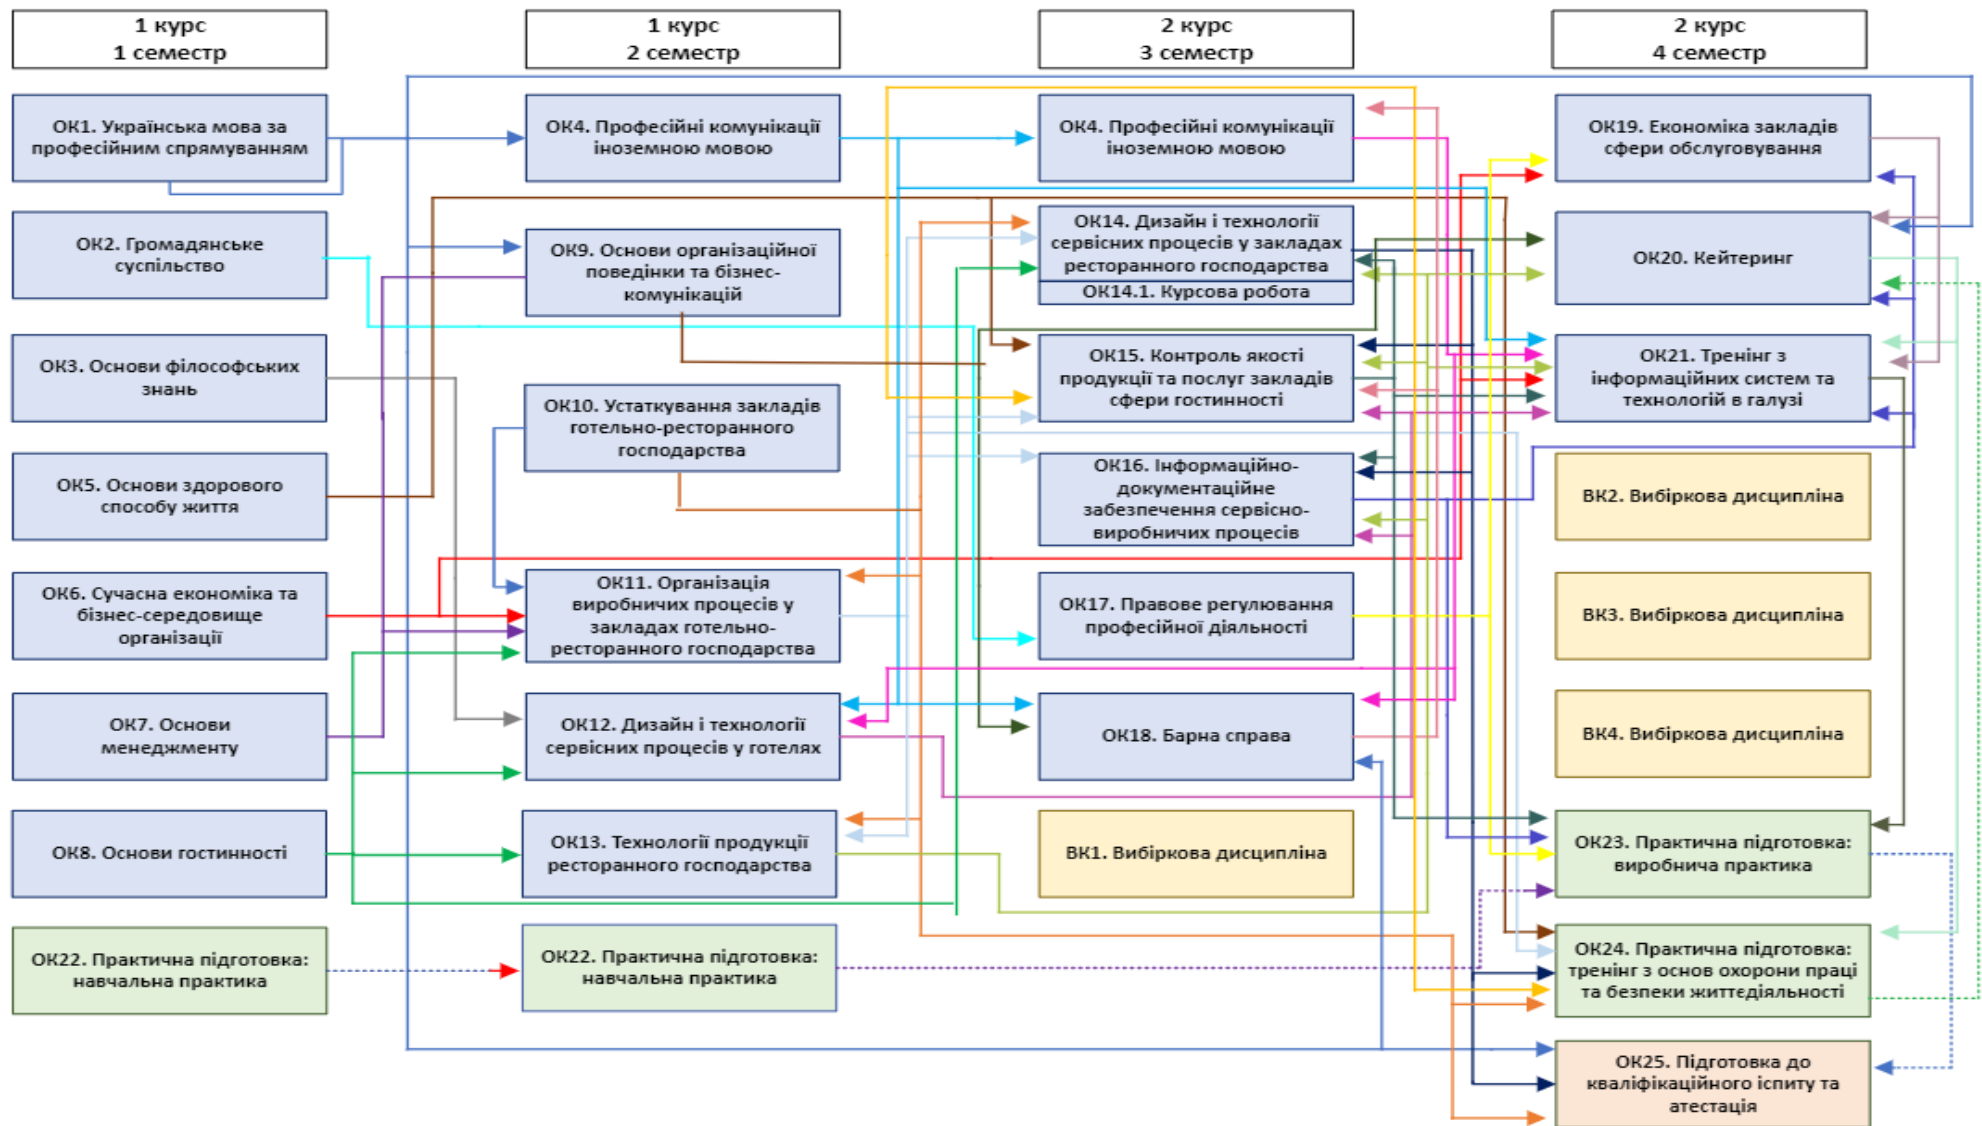 1 курс
1 семестр
1 курс
2 семестр
2 курс
3 семестр
2 курс
4 семестр
ОК1. Українська мова за
професійним спрямуванням
ОК2. Громадянське
суспільство
ОК3. Основи філософських
знань
ОК5. Основи здорового
способу життя
ОК6. Сучасна економіка та
бізнес-середовище
організації
ОК7. Основи
менеджменту
ОК8. Основи гостинності
ОК22. Практична підготовка:
навчальна практика
ОК4. Професійні комунікації
іноземною мовою
ОК9. Основи організаційної
поведінки та бізнес-
комунікацій
ОК10. Устаткування закладів
готельно-ресторанного
господарства
ОК11. Організація
виробничих процесів у
закладах готельно-
ресторанного господарства
ОК12. Дизайн і технології
сервісних процесів у готелях
ОК13. Технології продукції
ресторанного господарства
ОК22. Практична підготовка:
навчальна практика
ОК4. Професійні комунікації
іноземною мовою
ОК14. Дизайн і технології
сервісних процесів у закладах
ресторанного господарства
ОК14.1. Курсова робота
ОК15. Контроль якості
продукції та послуг закладів
сфери гостинності
ОК16. Інформаційно-
документаційне
забезпечення сервісно-
виробничих процесів
ОК17. Правове регулювання
професійної діяльності
ОК18. Барна справа
ВК1. Вибіркова дисципліна
ОК19. Економіка закладів
сфери обслуговування
ОК20. Кейтеринг
ОК21. Тренінг з
інформаційних систем та
технологій в галузі
ВК2. Вибіркова дисципліна
ВК3. Вибіркова дисципліна
ВК4. Вибіркова дисципліна
ОК23. Практична підготовка:
виробнича практика
ОК24. Практична підготовка:
тренінг з основ охорони праці
та безпеки життєдіяльності
ОК25. Підготовка до
кваліфікаційного іспиту та
атестація